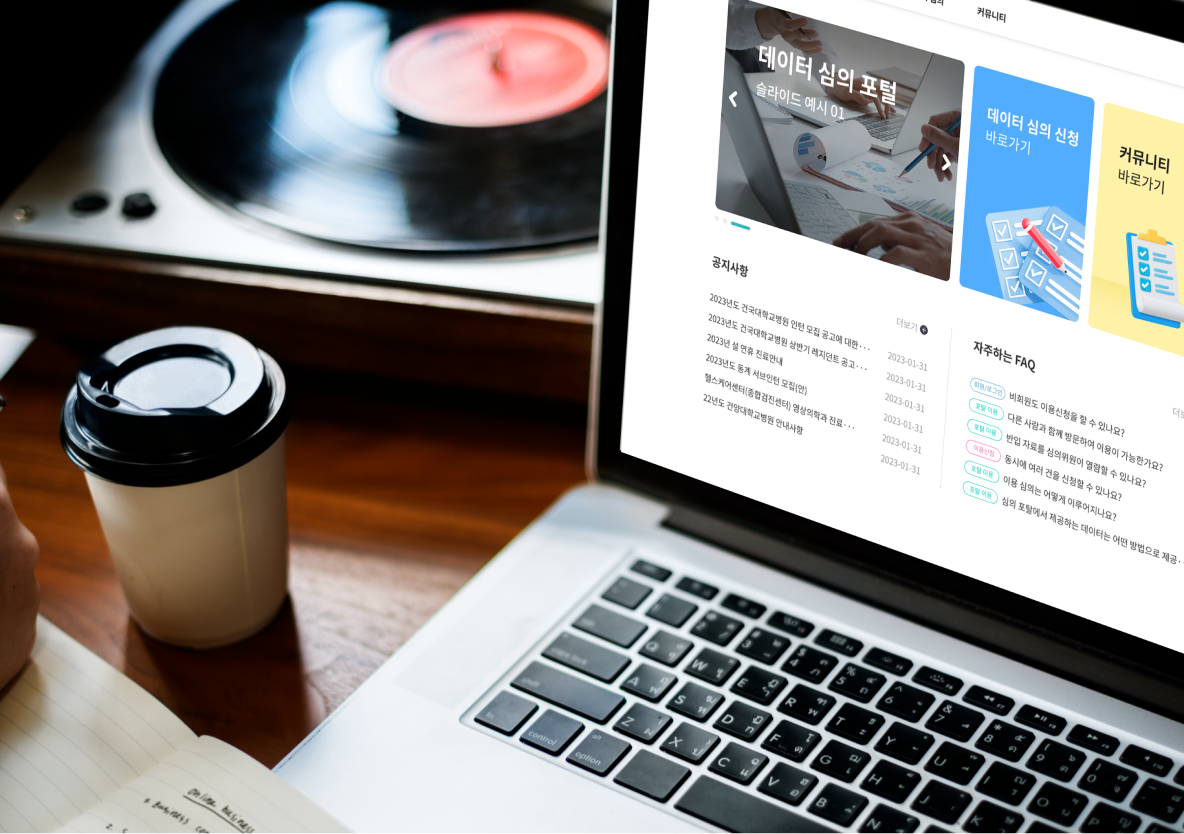 커뮤니티
데이터 심의 포털
슬라이드 예시 01
데이터 심의 신청
바로가기
커뮤니티
바로가기
공지사항
더보기
2023년도 건국대학교병원 인턴 모집 공고에 대한···
2023-01-31
2023년도 건국대학교병원 상반기 레지던트 공고···
2023-01-31
2023년 설 연휴 진료안내
2023-01-31
2023년도 동계 서브인턴 모집(안)
2023-01-31
헬스케어센터(종합검진센터) 영상의학과 진료···
2023-01-31
22년도 건양대학교병원 안내사항
2023-01-31
자주하는 FAQ
회원/로그인 비회원도 이용신청을 할 수 있나요?
포털 이용 다른 사람과 함께 방문하여 이용이 가능한가요?
포털 이용 반입 자료를 심의위원이 열람할 수 있나요?
이용신청 동시에 여러 건을 신청할 수 있나요?
포털 이용 이용 심의는 어떻게 이루어지나요?
포털 이용 심의 포털에서 제공하는 데이터는 어떤 방법으로 제공·
2 3 4 5 6 7 8 9 0
Q W E R T Y U I O P
caps lock A S D F G H J K
shift Z X C V B
fn control alt option
online business
1. Business
2.